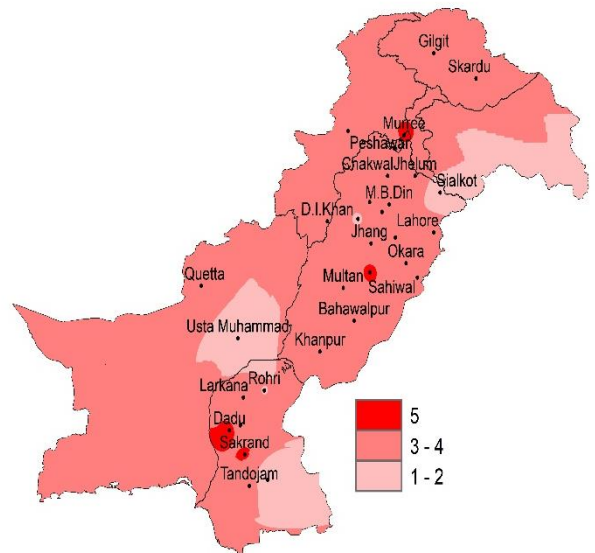 Gilgit
Skardu
Murree
Peshawar
Chakwal
Jhelum
Sialkot
M.B.Din
D.I.Khan
Lahore
Jhang
Okara
Quetta
Multan
Sahiwal
Bahawalpur
Usta Muhammad
Khanpur
Rohri
Larkana
Dadu
5
Sakrand
3 - 4
Tandojam
1 - 2